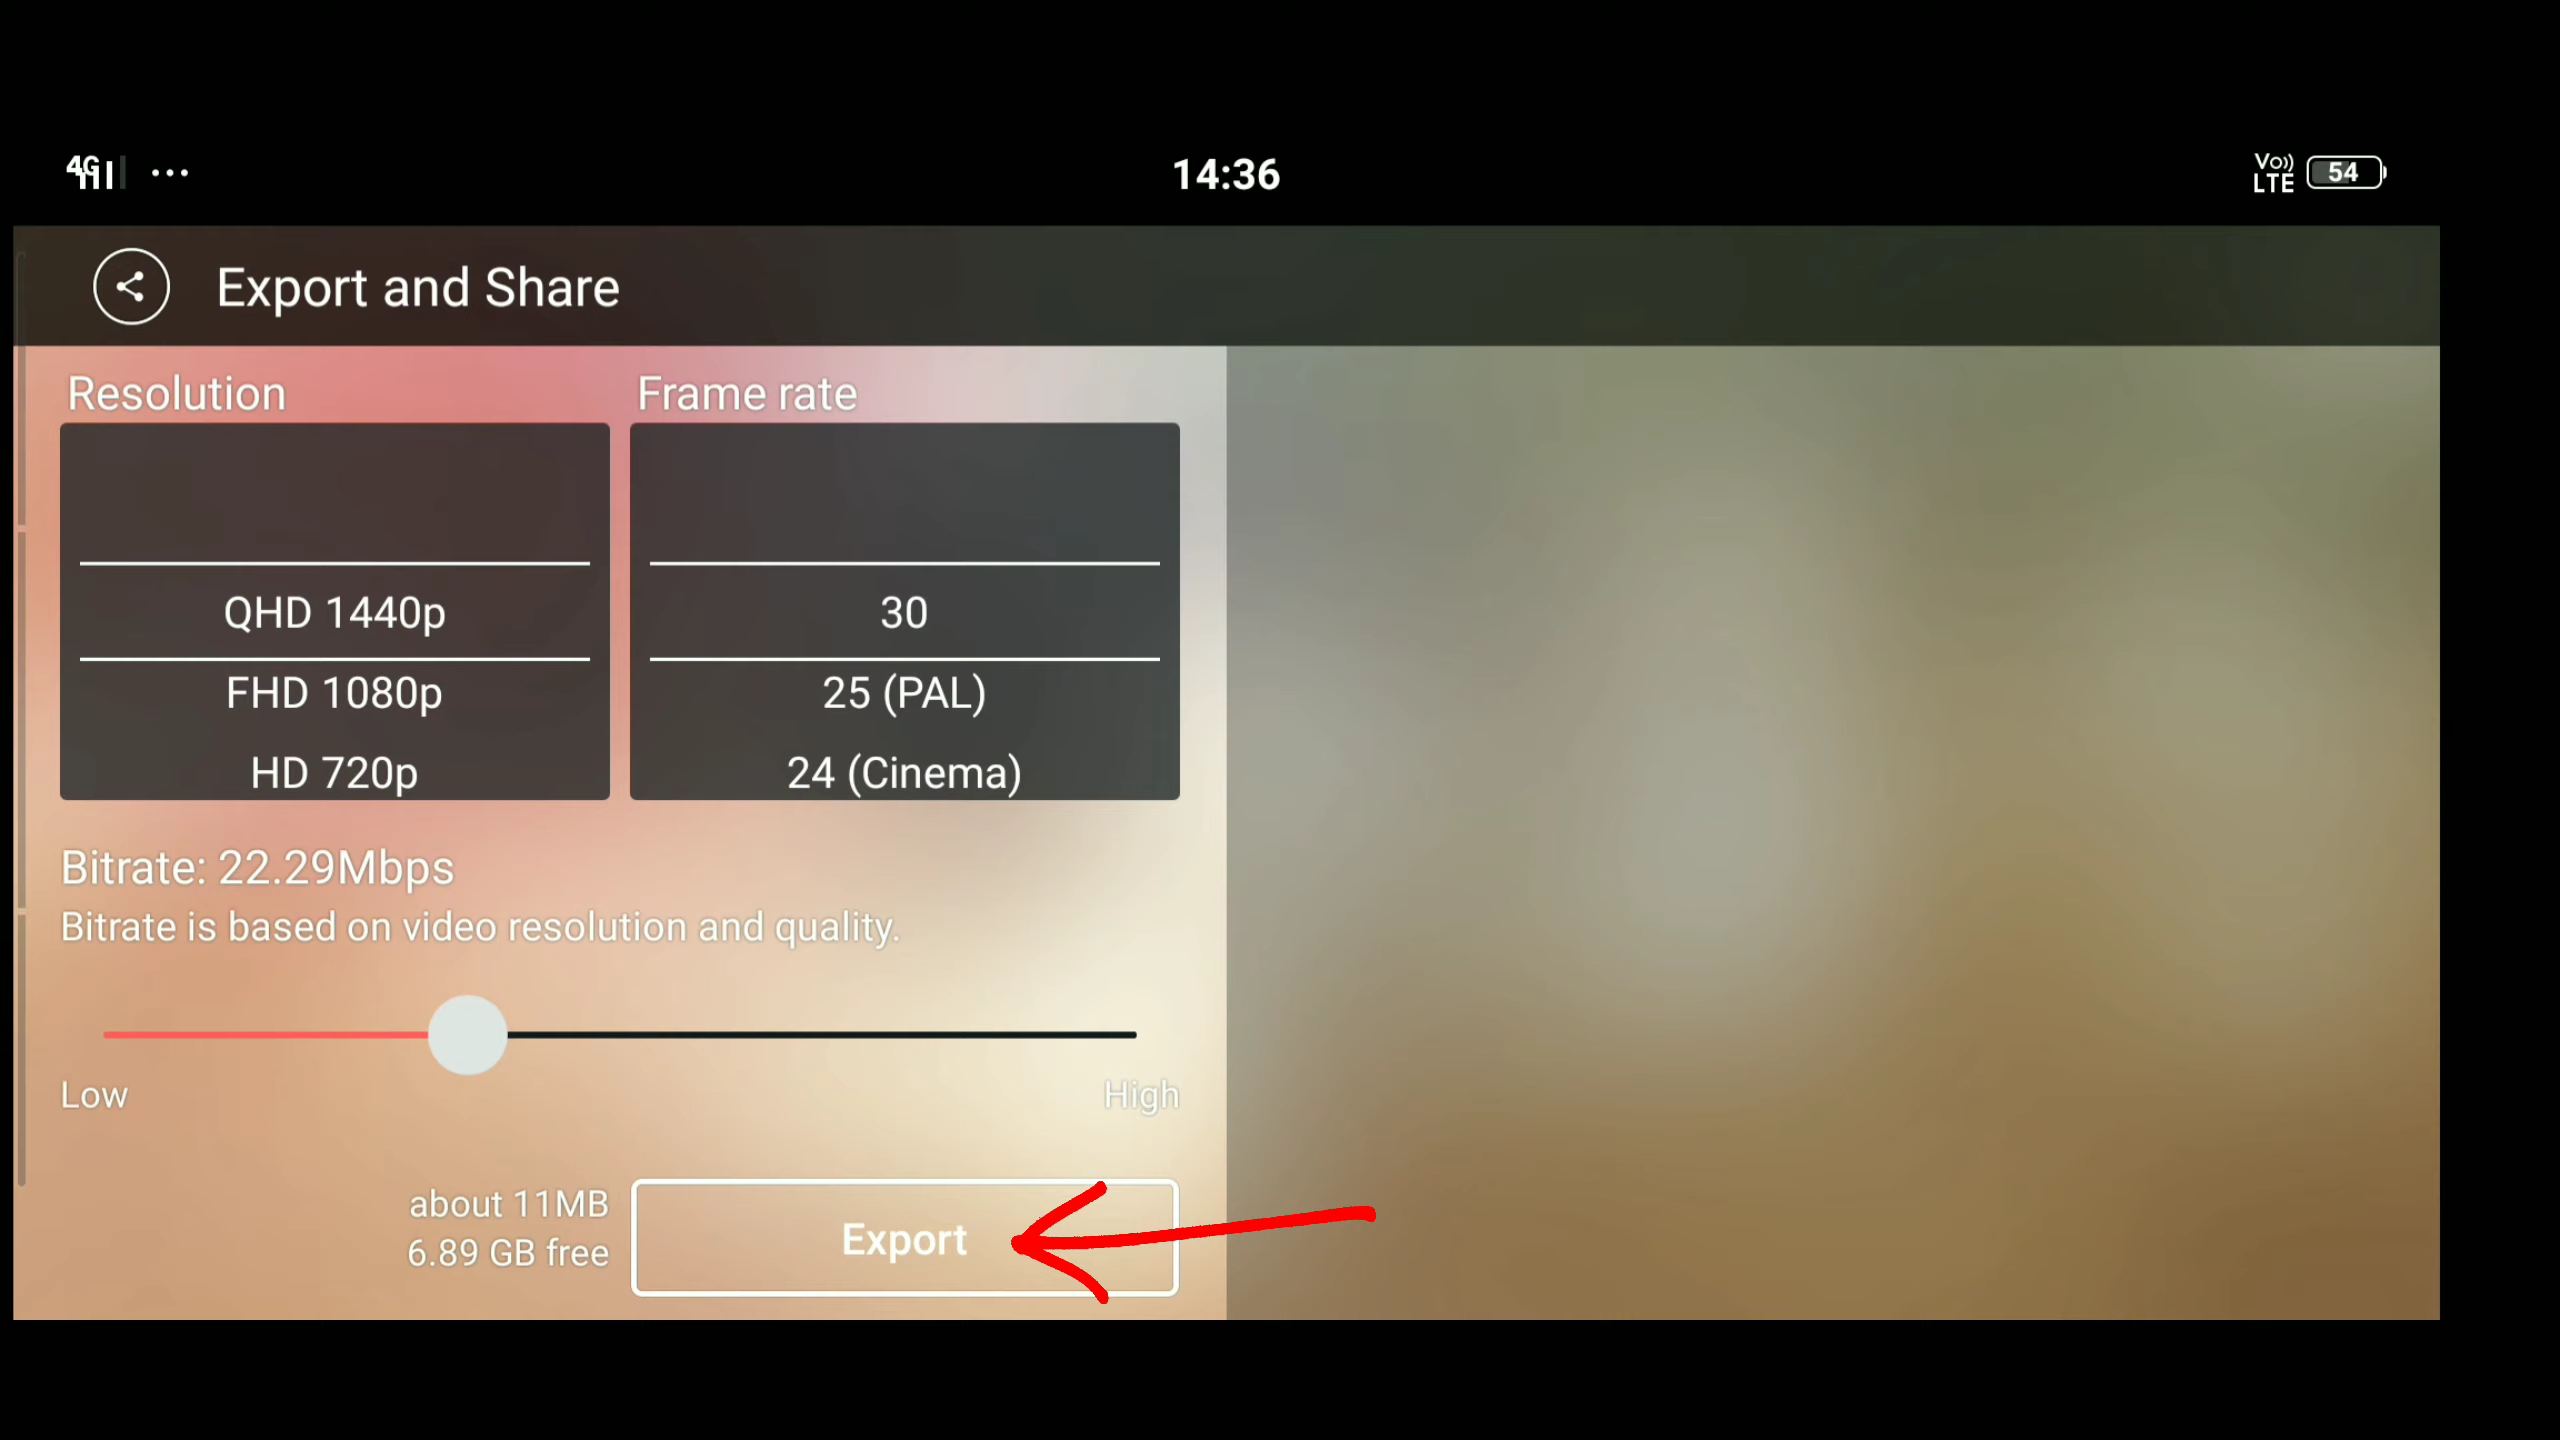 4G
14:36
Vo))
LTE
54
Export and Share
Resolution
Frame rate
QHD 1440p
30
FHD 1080p
25 (PAL)
HD 720p
24 (Cinema)
Bitrate: 22.29Mbps
Bitrate is based on video resolution and quality.
Low
High
about 11MB
6.89 GB free
Export